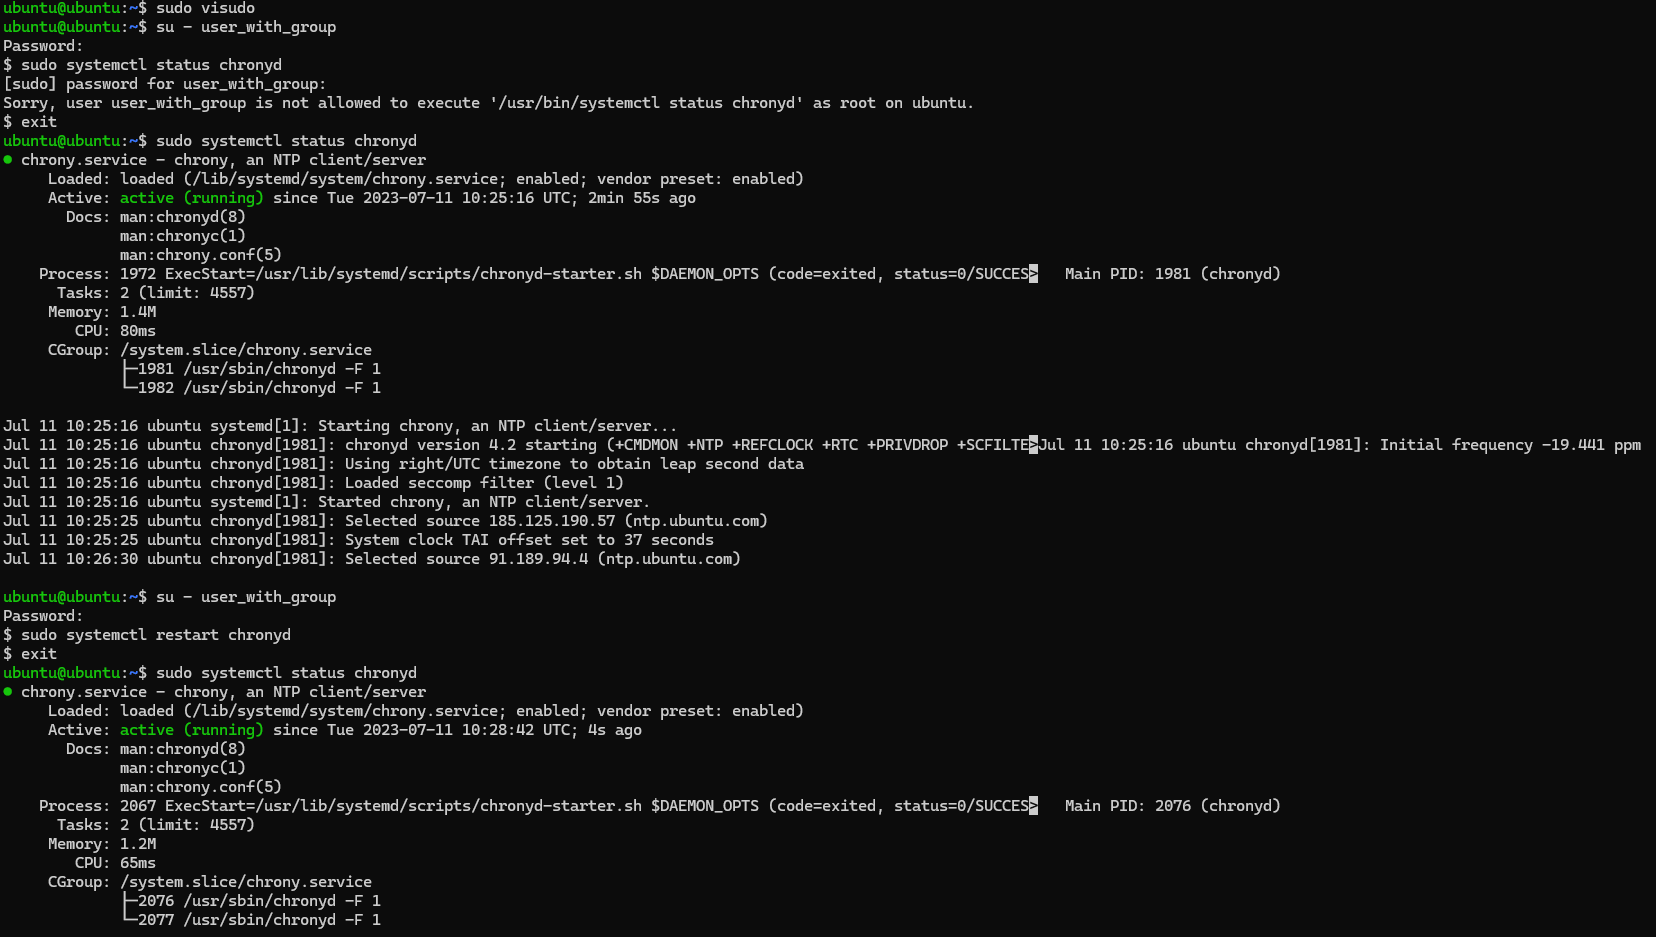 ubuntu@ubuntu:~$ sudo visudo
ubuntu@ubuntu:~$ su - user_with_group
Password:
$ sudo systemctl status chronyd
[sudo] password for user_with_group:
Sorry, user user_with_group is not allowed to execute '/usr/bin/systemctl status chronyd' as root on ubuntu.
$ exit
ubuntu@ubuntu:~$ sudo systemctl status chronyd
● chrony.service - chrony, an NTP client/server
     Loaded: loaded (/lib/systemd/system/chrony.service; enabled; vendor preset: enabled)
     Active: active (running) since Tue 2023-07-11 10:25:16 UTC; 2min 55s ago
       Docs: man:chronyd(8)
             man:chronyc(1)
             man:chrony.conf(5)
    Process: 1972 ExecStart=/usr/lib/systemd/scripts/chronyd-starter.sh $DAEMON_OPTS (code=exited, status=0/SUCCES>   Main PID: 1981 (chronyd)
      Tasks: 2 (limit: 4557)
     Memory: 1.4M
        CPU: 80ms
     CGroup: /system.slice/chrony.service
             ├─1981 /usr/sbin/chronyd -F 1
             └─1982 /usr/sbin/chronyd -F 1

Jul 11 10:25:16 ubuntu systemd[1]: Starting chrony, an NTP client/server...
Jul 11 10:25:16 ubuntu chronyd[1981]: chronyd version 4.2 starting (+CMDMON +NTP +REFCLOCK +RTC +PRIVDROP +SCFILTE>Jul 11 10:25:16 ubuntu chronyd[1981]: Initial frequency -19.441 ppm
Jul 11 10:25:16 ubuntu chronyd[1981]: Using right/UTC timezone to obtain leap second data
Jul 11 10:25:16 ubuntu chronyd[1981]: Loaded seccomp filter (level 1)
Jul 11 10:25:16 ubuntu systemd[1]: Started chrony, an NTP client/server.
Jul 11 10:25:25 ubuntu chronyd[1981]: Selected source 185.125.190.57 (ntp.ubuntu.com)
Jul 11 10:25:25 ubuntu chronyd[1981]: System clock TAI offset set to 37 seconds
Jul 11 10:26:30 ubuntu chronyd[1981]: Selected source 91.189.94.4 (ntp.ubuntu.com)

ubuntu@ubuntu:~$ su - user_with_group
Password:
$ sudo systemctl restart chronyd
$ exit
ubuntu@ubuntu:~$ sudo systemctl status chronyd
● chrony.service - chrony, an NTP client/server
     Loaded: loaded (/lib/systemd/system/chrony.service; enabled; vendor preset: enabled)
     Active: active (running) since Tue 2023-07-11 10:28:42 UTC; 4s ago
       Docs: man:chronyd(8)
             man:chronyc(1)
             man:chrony.conf(5)
    Process: 2067 ExecStart=/usr/lib/systemd/scripts/chronyd-starter.sh $DAEMON_OPTS (code=exited, status=0/SUCCES>   Main PID: 2076 (chronyd)
      Tasks: 2 (limit: 4557)
     Memory: 1.2M
        CPU: 65ms
     CGroup: /system.slice/chrony.service
             ├─2076 /usr/sbin/chronyd -F 1
             └─2077 /usr/sbin/chronyd -F 1